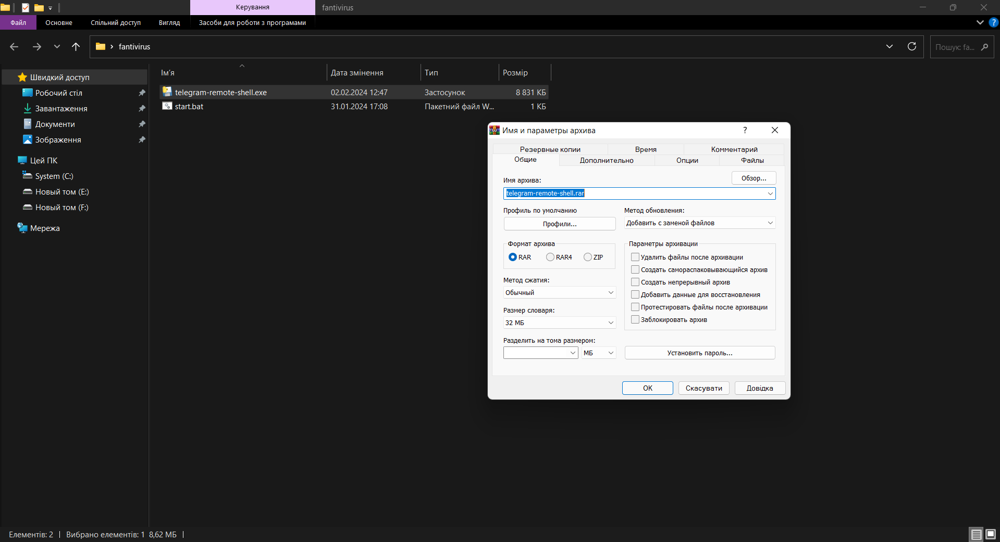 Керування
fantivirus
Файл
Основне
Спільний доступ
Вигляд
Засоби для роботи з програмами
?
fantivirus
Пошук: fa...
Ім'я
Дата змінення
Тип
Розмір
telegram-remote-shell.exe
02.02.2024 12:47
Застосунок
8 831 КБ
start.bat
31.01.2024 17:08
Пакетний файл W...
1 КБ
Швидкий доступ
Робочий стіл
Завантаження
Документи
Зображення
Цей ПК
System (C:)
Новый том (E:)
Новый том (F:)
Мережа
Имя и параметры архива
?
Резервные копии
Время
Комментарий
Общие
Дополнительно
Опции
Файлы
Имя архива:
Обзор...
telegram-remote-shell.rar
Профиль по умолчанию
Профили...
Метод обновления:
Добавить с заменой файлов
Формат архива
RAR
RAR4
ZIP
Метод сжатия:
Обычный
Размер словаря:
32 МБ
Разделить на тома размером:
МБ
Параметры архивации
Удалить файлы после архивации
Создать самораспаковывающийся архив
Создать непрерывный архив
Добавить данные для восстановления
Протестировать файлы после архивации
Заблокировать архив
Установить пароль...
ОК
Скасувати
Довідка
Елементів: 2
Вибрано елементів: 1 8,62 МБ